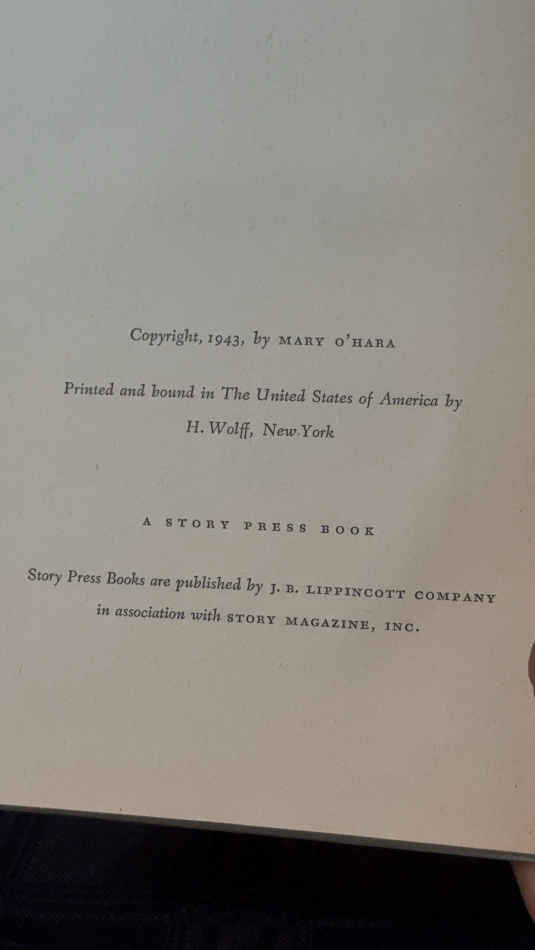 Copyright, 1943, by MARY O'HARA
Printed and bound in The United States of America by
H. Wolff, New York
A STORY PRESS BOOK
Story Press Books are published by J. B. LIPPINCOTT COMPANY
in association with STORY MAGAZINE, INC.